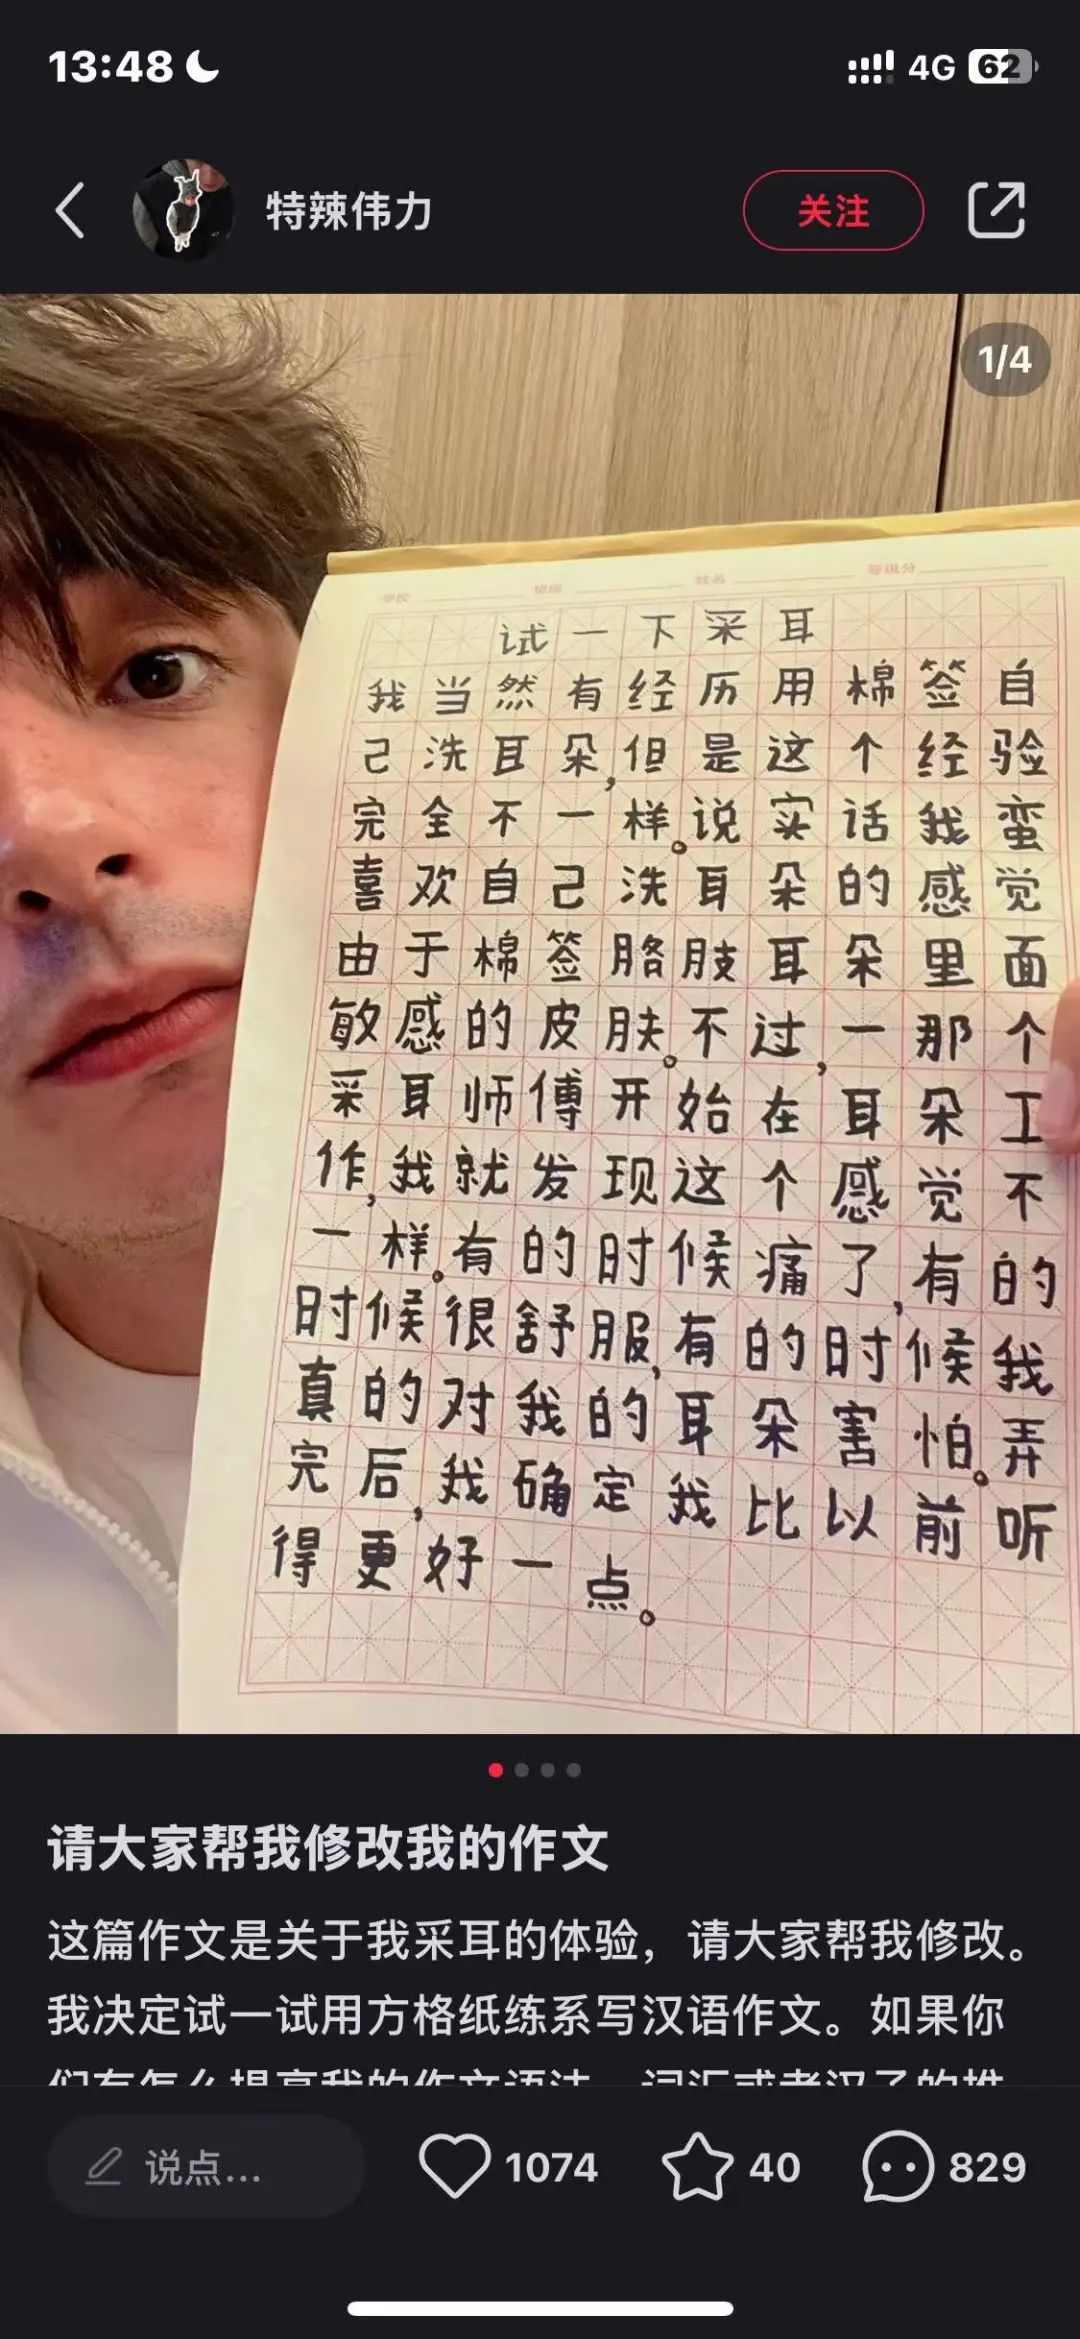 13:48
4G 62
特辣伟力
关注
1/4
姓名
等级分
试一下采耳
我当然有经历用棉签自
己洗耳朵,但是这个经验
完全不一样。说实话我蛮
喜欢自己洗耳朵的感觉
由于棉签胳肢耳朵里面
敏感的皮肤。不过,一那个
采耳师傅开始在耳朵工
作,我就发现这个感觉不
一样。有的时候痛了,有的
时候很舒服,有的时候我
真的对我的耳朵害怕。弄
完后,我确定我比以前听
得更好一点。
请大家帮我修改我的作文
这篇作文是关于我采耳的体验，请大家帮我修改。
我决定试一试用方格纸练系写汉语作文。如果你
说点...
1074
40
829